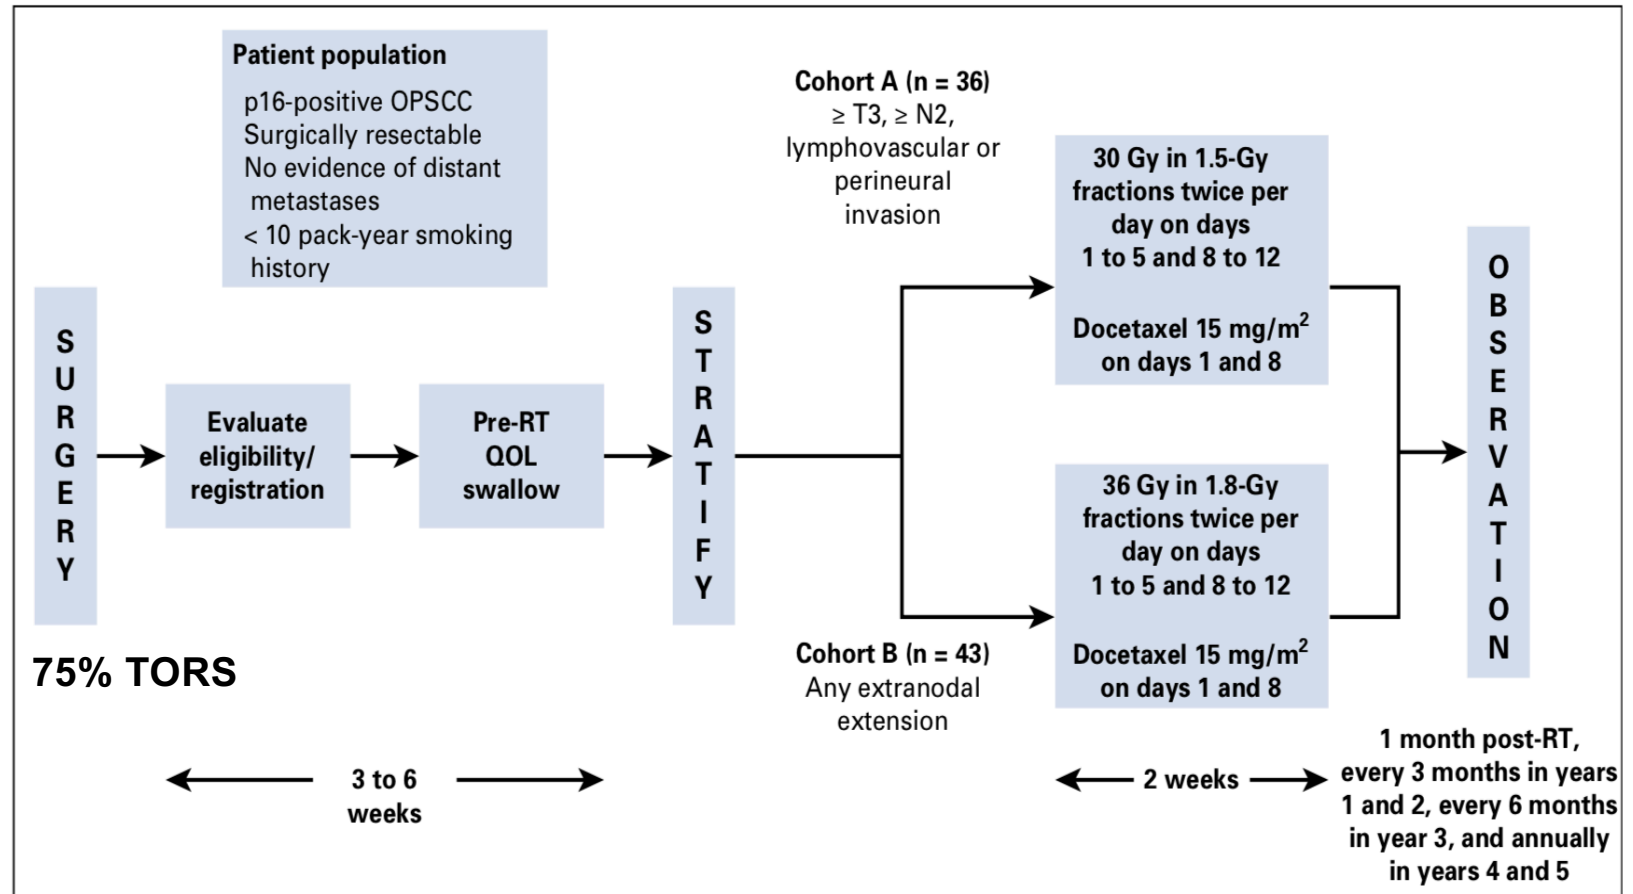 Patient population
p16-positive OPSCC
Surgically resectable
No evidence of distant
metastases
< 10 pack-year smoking
history
SURGERY
75% TORS
Evaluate
eligibility/
registration
Pre-RT
QOL
swallow
3 to 6
weeks
STRATIFY
Cohort A (n = 36)
≥ T3, ≥ N2,
lymphovascular or
perineural
invasion
30 Gy in 1.5-Gy
fractions twice per
day on days
1 to 5 and 8 to 12
Docetaxel 15 mg/m²
on days 1 and 8
Cohort B (n = 43)
Any extranodal
extension
36 Gy in 1.8-Gy
fractions twice per
day on days
1 to 5 and 8 to 12
Docetaxel 15 mg/m²
on days 1 and 8
2 weeks
OBSERVATION
1 month post-RT,
every 3 months in years
1 and 2, every 6 months
in year 3, and annually
in years 4 and 5